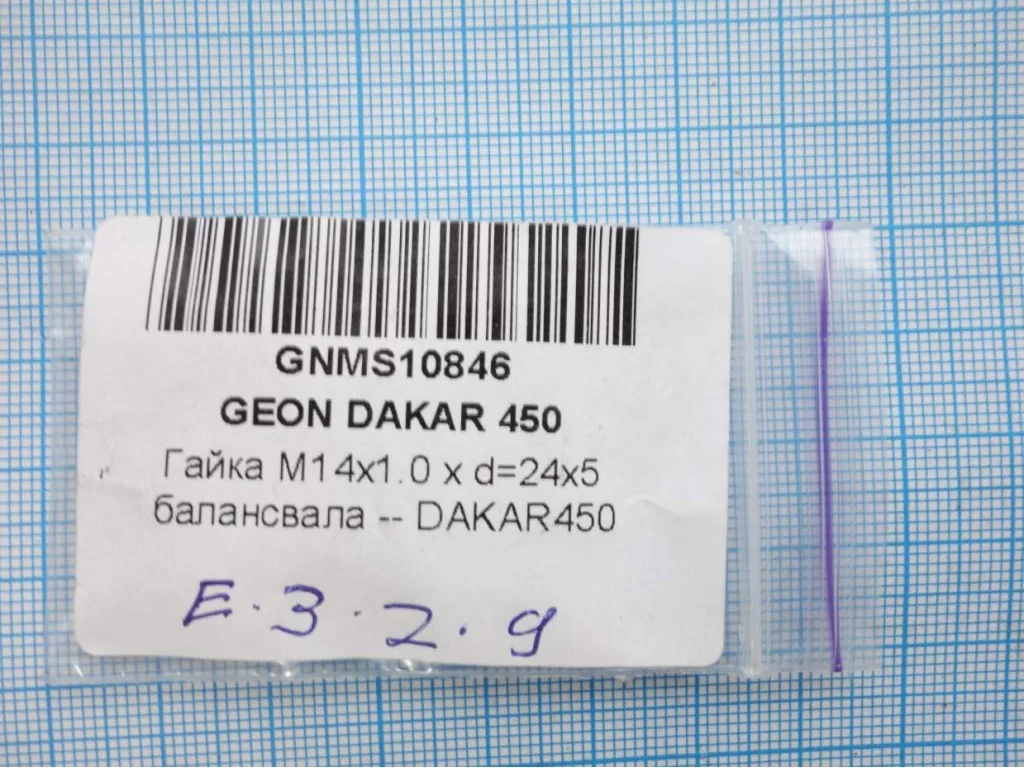 GNMS10846
GEON DAKAR 450
Гайка М14х1.0 х d=24х5
балансвала -- DAKAR450
E.3.2.9